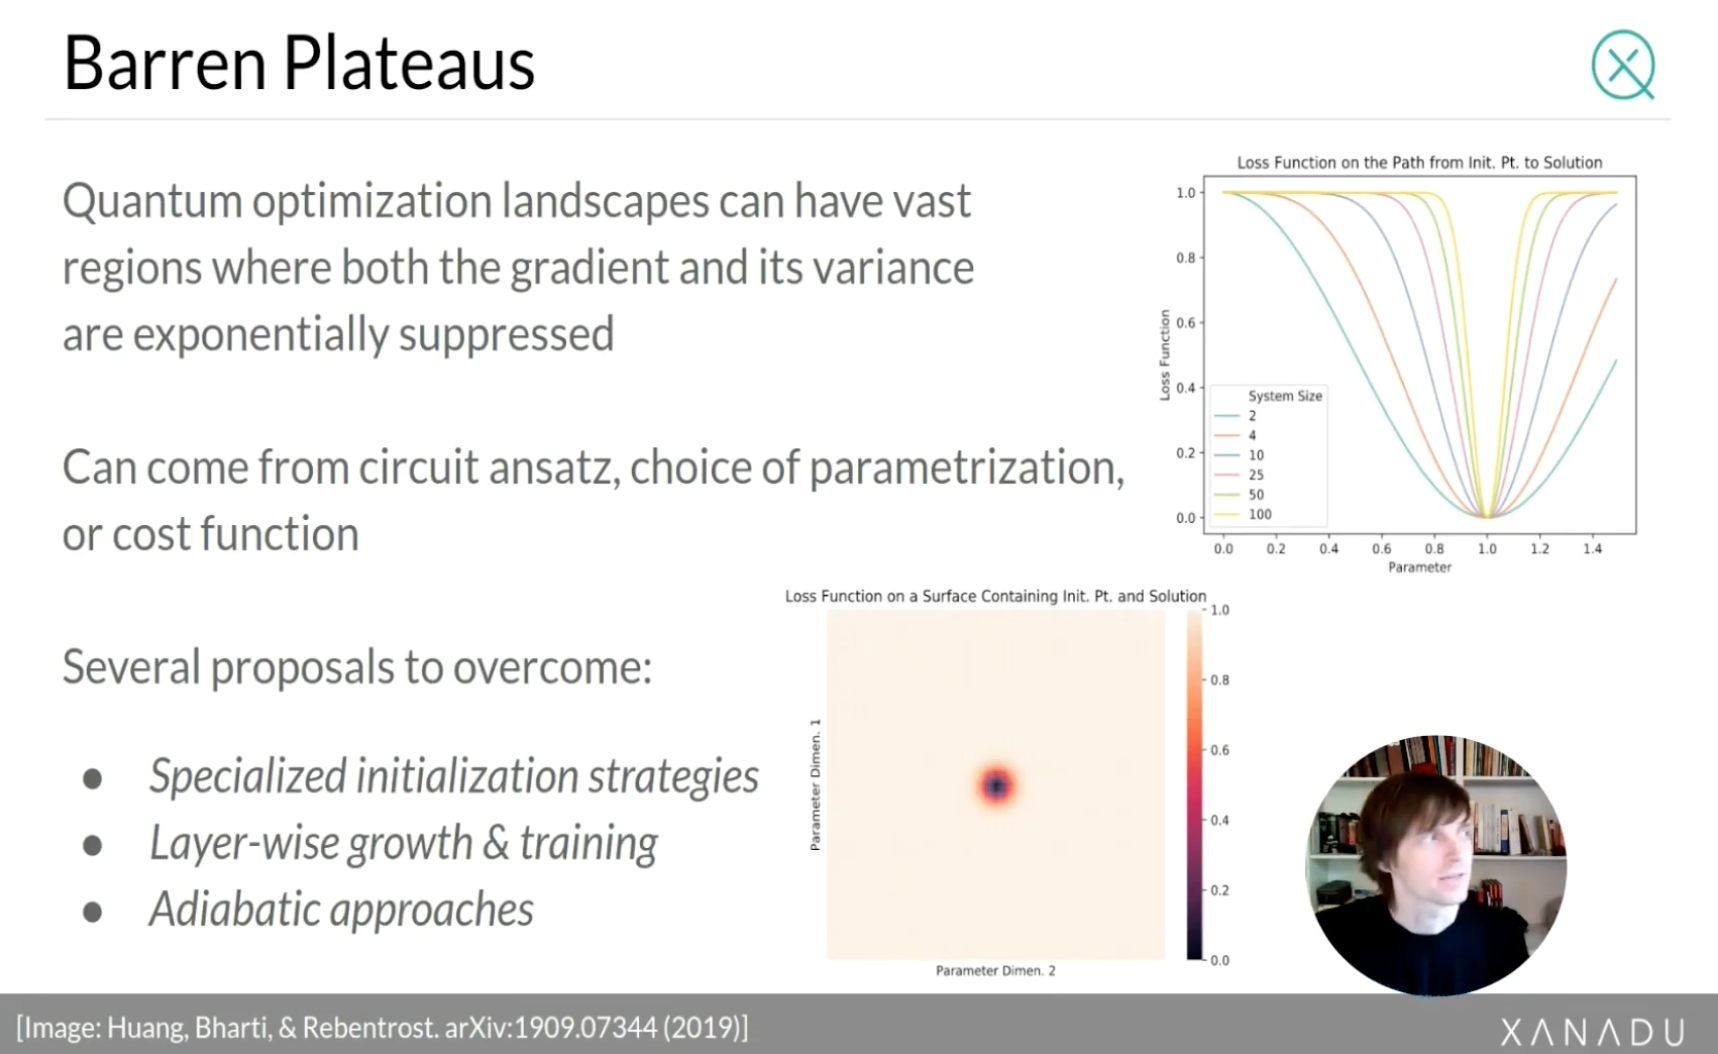 Barren Plateaus
Quantum optimization landscapes can have vast
regions where both the gradient and its variance
are exponentially suppressed
Can come from circuit ansatz, choice of parametrization,
or cost function
Several proposals to overcome:
● Specialized initialization strategies
● Layer-wise growth & training
● Adiabatic approaches
Loss Function on the Path from Init. Pt. to Solution
Loss Function
1.0
0.8
0.6
0.4
0.2
0.0
System Size
2
4
10
25
50
100
0.0 0.2 0.4 0.6 0.8 1.0 1.2 1.4
Parameter
Loss Function on a Surface Containing Init. Pt. and Solution
Parameter Dimen. 1
Parameter Dimen. 2
1.0
0.8
0.6
0.4
0.2
0.0
[Image: Huang, Bharti, & Rebentrost. arXiv:1909.07344 (2019)]
XANADU